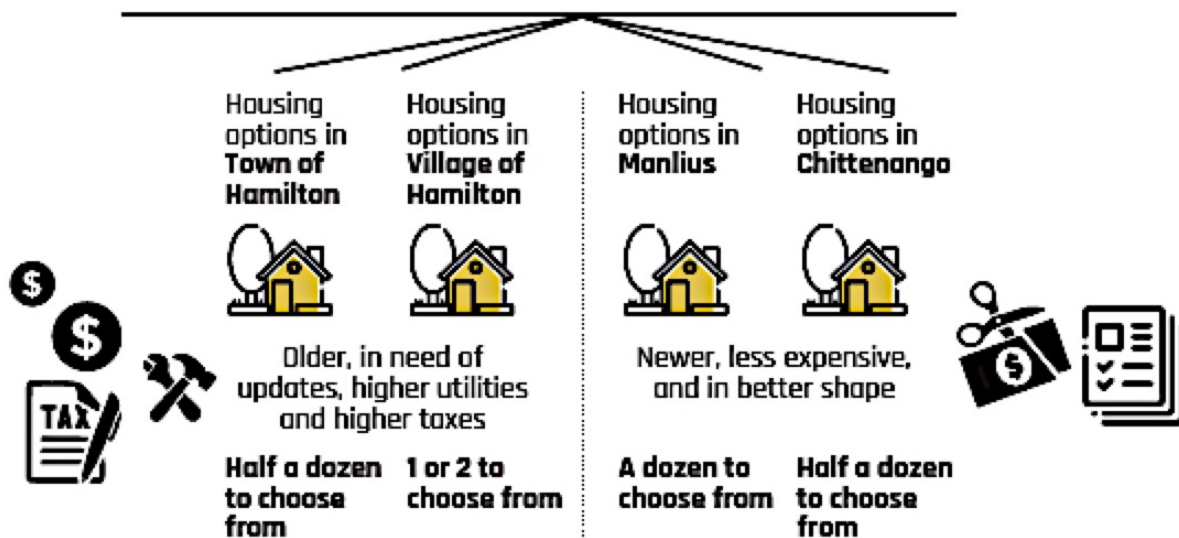 Housing
options in
Town of
Hamilton
Housing
options in
Village of
Hamilton
Housing
options in
Manlius
Housing
options in
Chittenango
$
$
TAX
Older, in need of
updates, higher utilities
and higher taxes
Newer, less expensive,
and in better shape
$
Half a dozen
to choose
from
1 or 2 to
choose from
A dozen to
choose from
Half a dozen
to choose
from